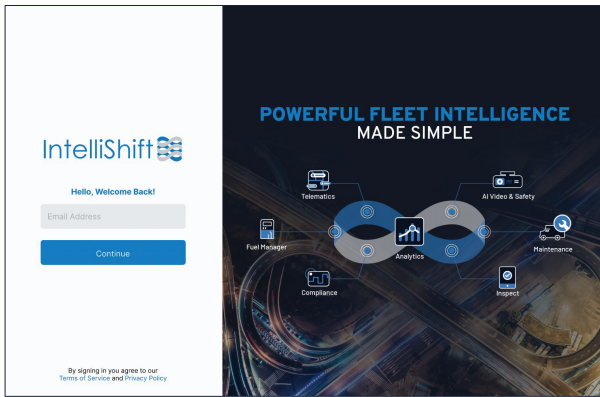 IntelliShift
Hello, Welcome Back!
Email Address
Continue
By signing in you agree to our
Terms of Service and Privacy Policy
POWERFUL FLEET INTELLIGENCE
MADE SIMPLE
Telematics
AI Video & Safety
Fuel Manager
Analytics
Maintenance
Compliance
Inspect